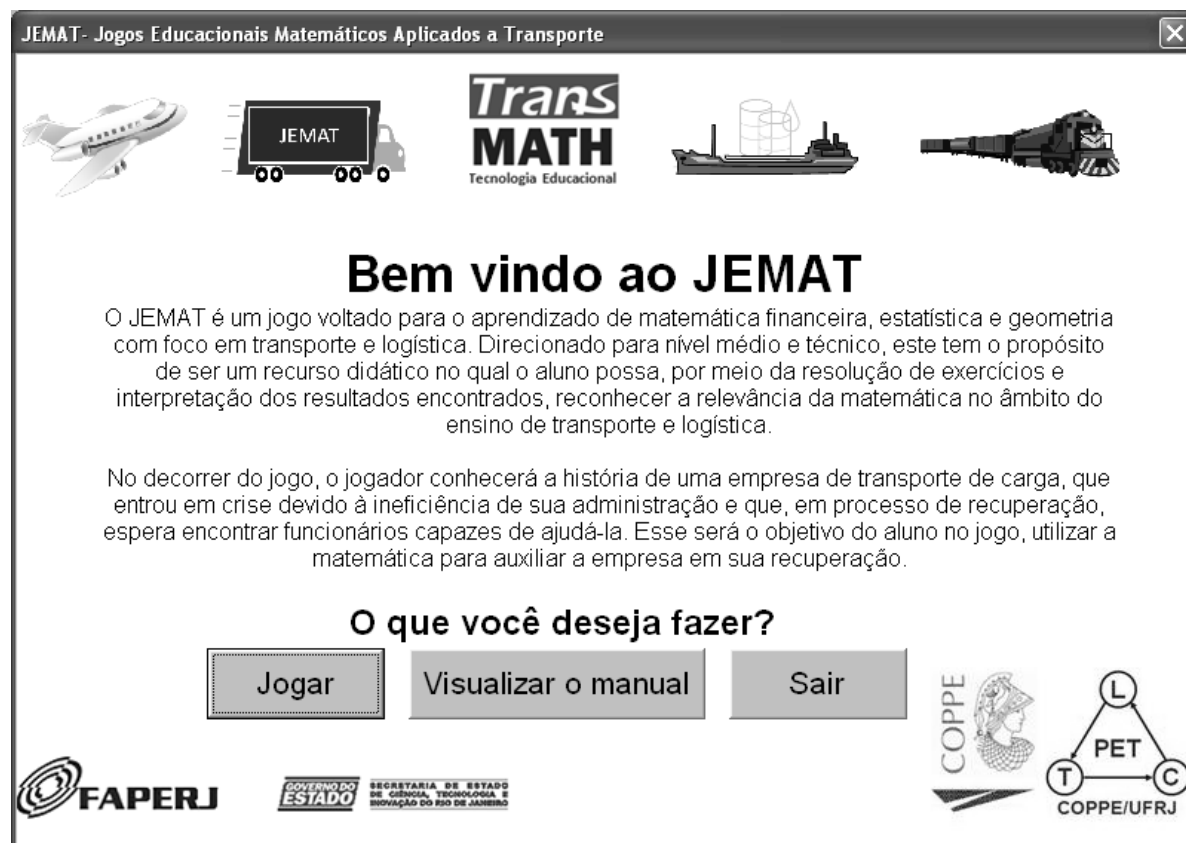 JEMAT- Jogos Educacionais Matemáticos Aplicados a Transporte
JEMAT
Trans
MATH
Tecnologia Educacional
Bem vindo ao JEMAT
O JEMAT é um jogo voltado para o aprendizado de matemática financeira, estatística e geometria
com foco em transporte e logística. Direcionado para nível médio e técnico, este tem o propósito
de ser um recurso didático no qual o aluno possa, por meio da resolução de exercícios e
interpretação dos resultados encontrados, reconhecer a relevância da matemática no âmbito do
ensino de transporte e logística.
No decorrer do jogo, o jogador conhecerá a história de uma empresa de transporte de carga, que
entrou em crise devido à ineficiência de sua administração e que, em processo de recuperação,
espera encontrar funcionários capazes de ajudá-la. Esse será o objetivo do aluno no jogo, utilizar a
matemática para auxiliar a empresa em sua recuperação.
O que você deseja fazer?
Jogar
Visualizar o manual
Sair
COPPE
L
PET
T
C
COPPE/UFRJ
FAPERJ
GOVERNO DO
ESTADO
SECRETARIA DE ESTADO
DE CIÊNCIA, TECNOLOGIA E
INOVAÇÃO DO RIO DE JANEIRO